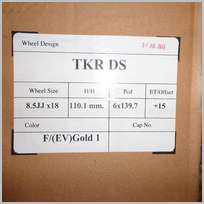 Wheel Design
TKR DS
Wheel Size H/H Pcd ET/Offset
8.5JJ x18 110.1 mm. 6x139.7 +15
Color Cap No.
F/(EV)Gold 1